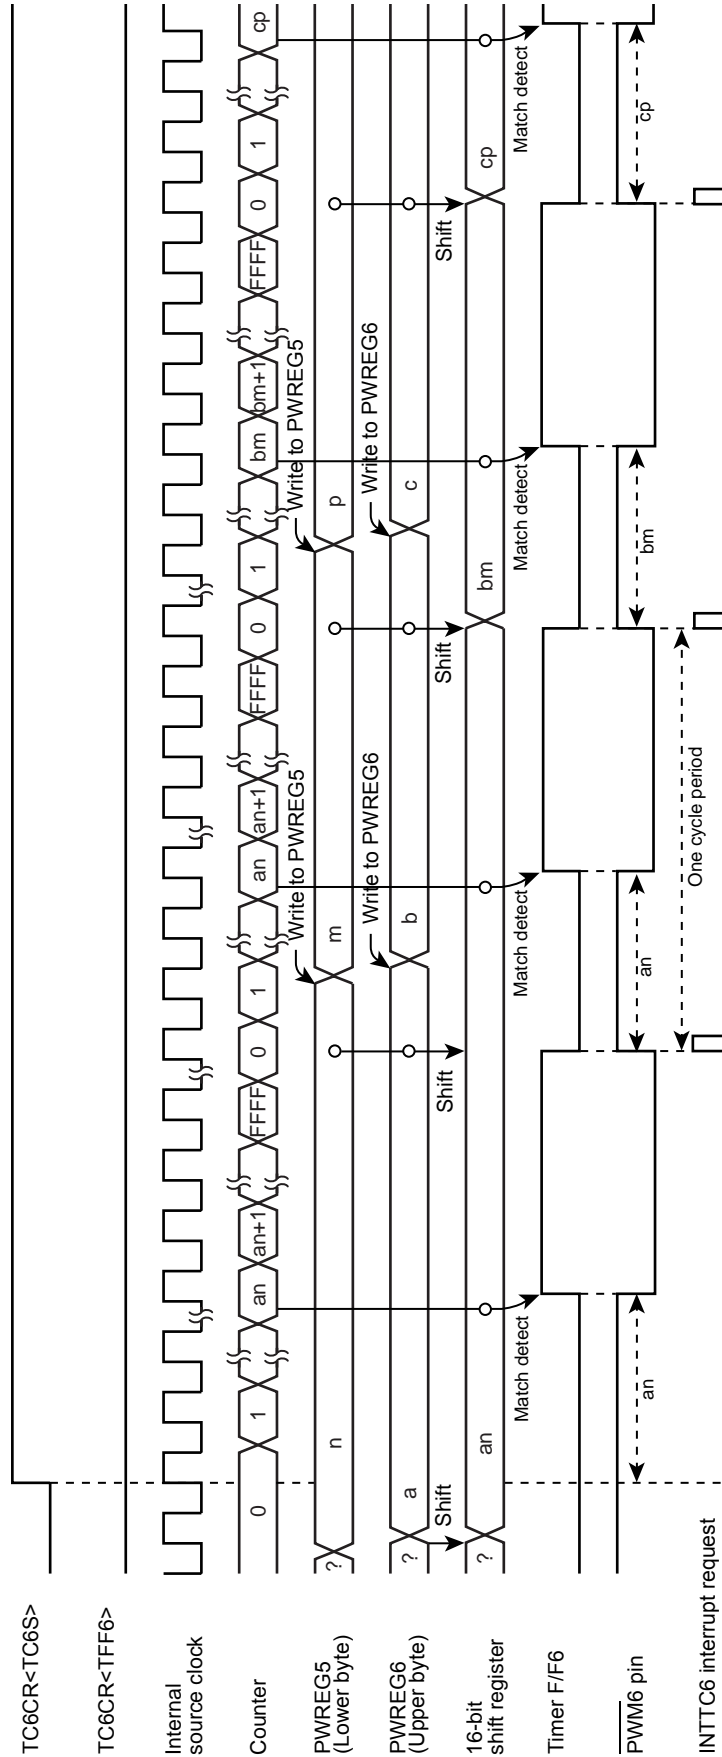 TC6CR<TC6S>
TC6CR<TFF6>
Internal
source clock
Counter
0
1
an
an+1
FFFF
0
1
an
an+1
FFFF
0
1
bm
bm+1
FFFF
0
1
cp
Write to PWREG5
Write to PWREG5
PWREG5
(Lower byte)
?
n
m
p
Write to PWREG6
Write to PWREG6
PWREG6
(Upper byte)
?
a
b
c
Shift
Shift
Shift
Shift
16-bit
shift register
?
an
bm
cp
Match detect
Match detect
Match detect
Match detect
Timer F/F6
PWM6 pin
an
an
bm
cp
One cycle period
INTTC6 interrupt request